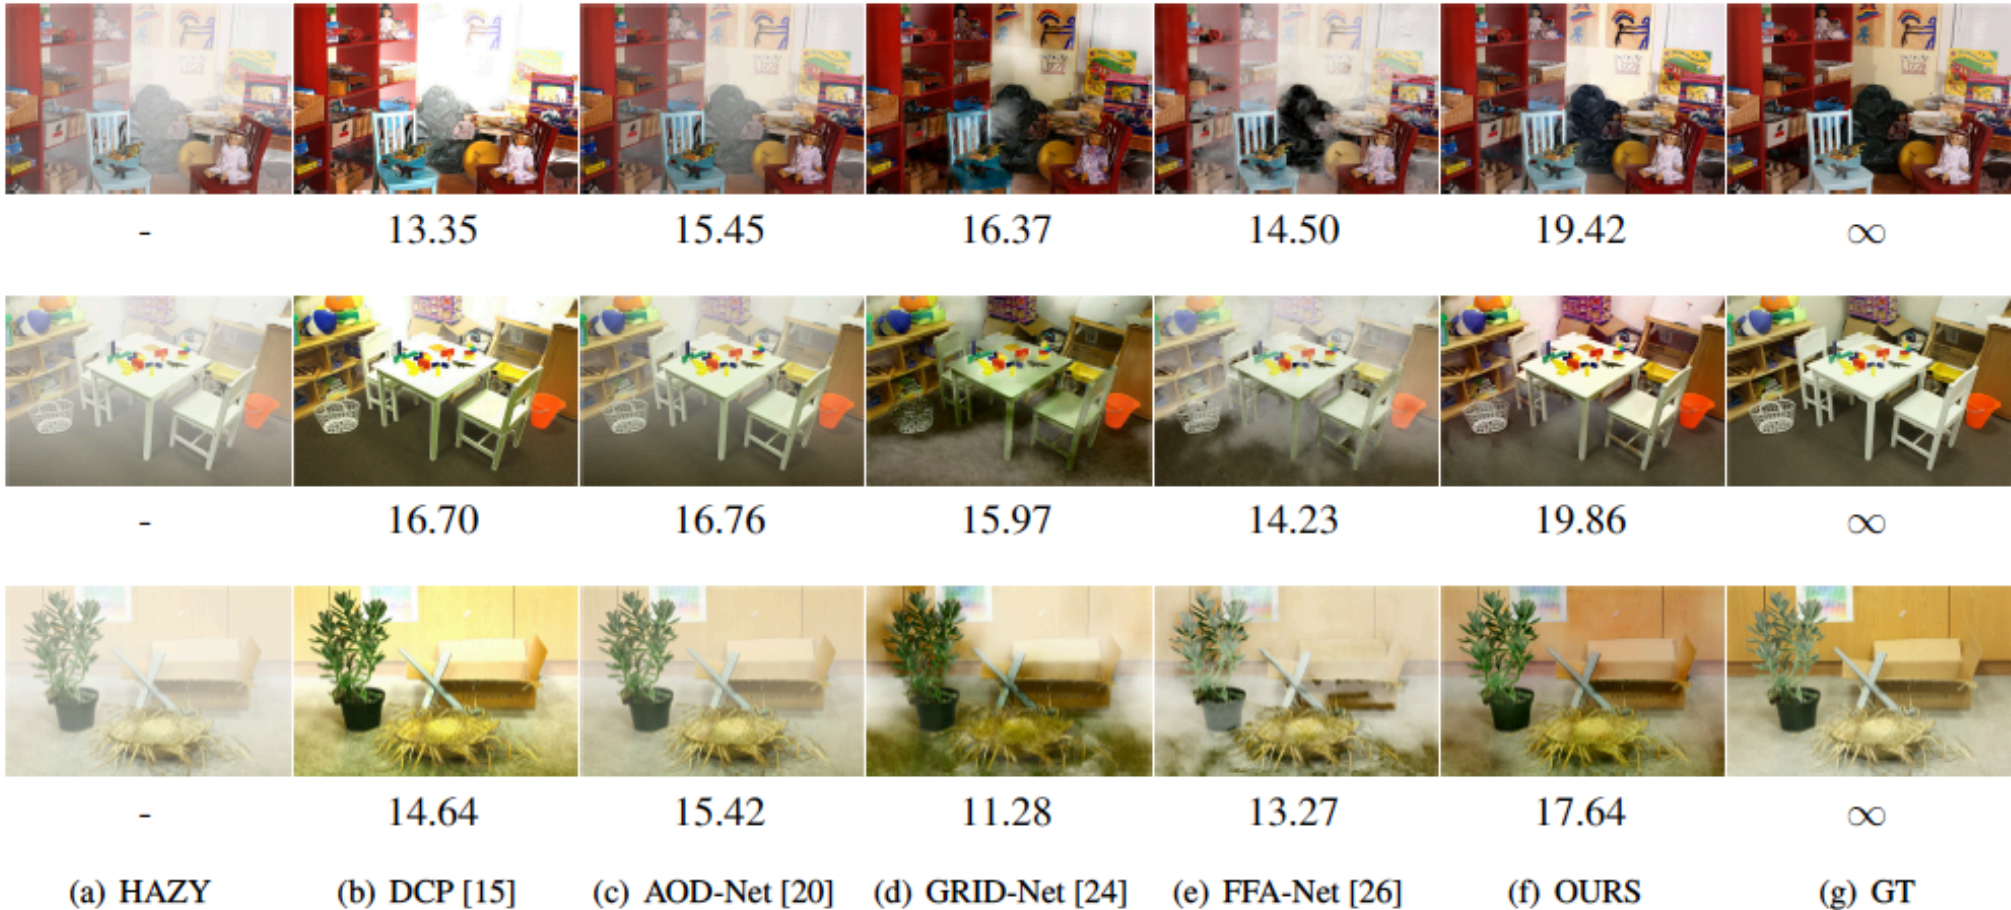 - 13.35 15.45 16.37 14.50 19.42 ∞
- 16.70 16.76 15.97 14.23 19.86 ∞
- 14.64 15.42 11.28 13.27 17.64 ∞
(a) HAZY (b) DCP [15] (c) AOD-Net [20] (d) GRID-Net [24] (e) FFA-Net [26] (f) OURS (g) GT